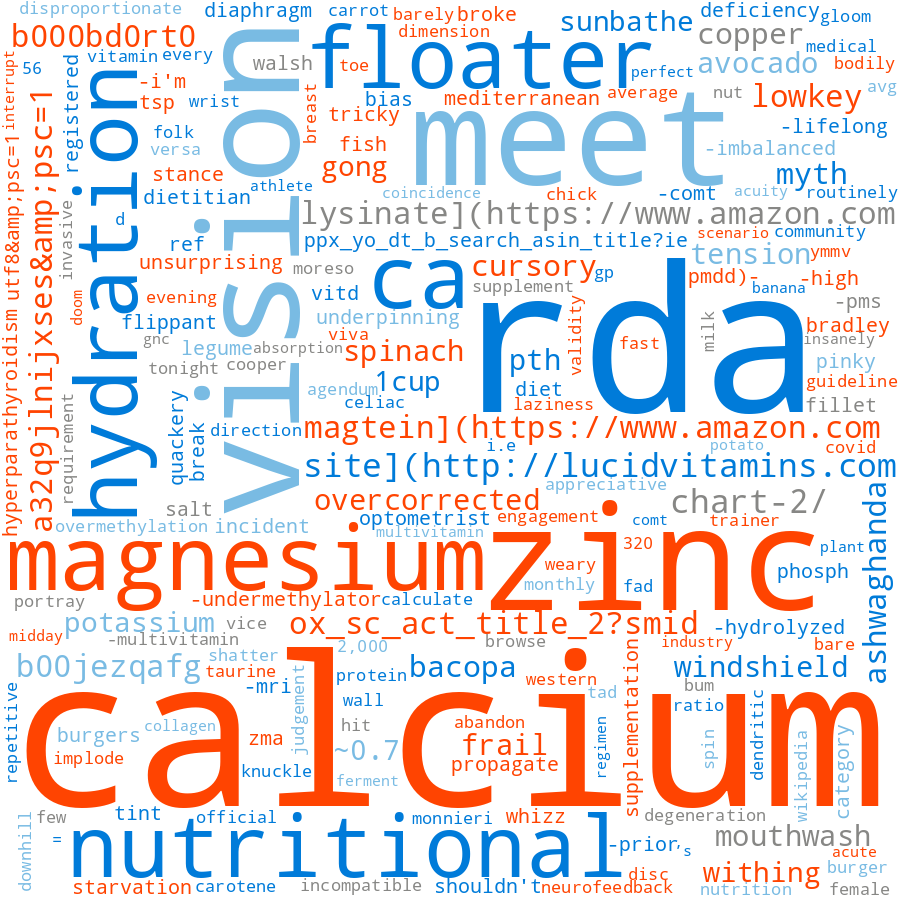 disproportionate
diaphragm
carrot
barely
broke
dimension
sunbathe
deficiency
gloom
b000bd0rt0
floater
copper
medical
vitamin
every
walsh
toe
perfect
avocado
bodily
interrupt
56
registered
hydration
-i'm
tsp
wrist
vision
breast
bias
mediterranean
average
nut
lowkey
avg
tricky
meet
-lifelong
folk
versa
fish
-imbalanced
stance
gong
myth
dietitian
athlete
coincidence
chick
-comt
acuity
routinely
d
invasive
lysinate](https://www.amazon.com
ref
ppx_yo_dt_b_search_asin_title?ie
scenario
community
unsurprising
moreso
ca
cursory
gp
tension
ymmv
supplement
pmdd)-
-high
banana
doom
evening
vitd
rda
validity
milk
-pms
flippant
underpinning
viva
bradley
gnc
legume
absorption
spinach
pth
fast
insanely
tonight
cooper
pinky
agendum
1cup
diet
guideline
celiac
laziness
fillet
hyperparathyroidism
utf8&amp;psc=1
a32q9jlnijxses&amp;psc=1
requirement
quackery
break
direction
magtein](https://www.amazon.com
i.e
potato
covid
site](http://lucidvitamins.com
appreciative
salt
overcorrected
chart-2/
overmethylation
incident
optometrist
engagement
comt
trainer
multivitamin
magnesium
zinc
320
plant
weary
ashwaghanda
monthly
fad
phosph
portray
-undermethylator
calculate
potassium
vice
ox_sc_act_title_2?smid
-hydrolyzed
midday
-multivitamin
browse
industry
bare
2,000
b00jezqafg
shatter
taurine
judgement
protein
bacopa
western
supplementation
windshield
-mri
wall
tad
bum
repetitive
calcium
ratio
burgers
collagen
hit
abandon
regimen
spin
dendritic
wikipedia
category
zma
~0.7
frail
implode
propagate
knuckle
ferment
tint
official
monnieri
whizz
degeneration
few
=
nutritional
-prior
's
mouthwash
acute
downhill
disc
withing
burger
starvation
carotene
incompatible
shouldn't
neurofeedback
nutrition
female